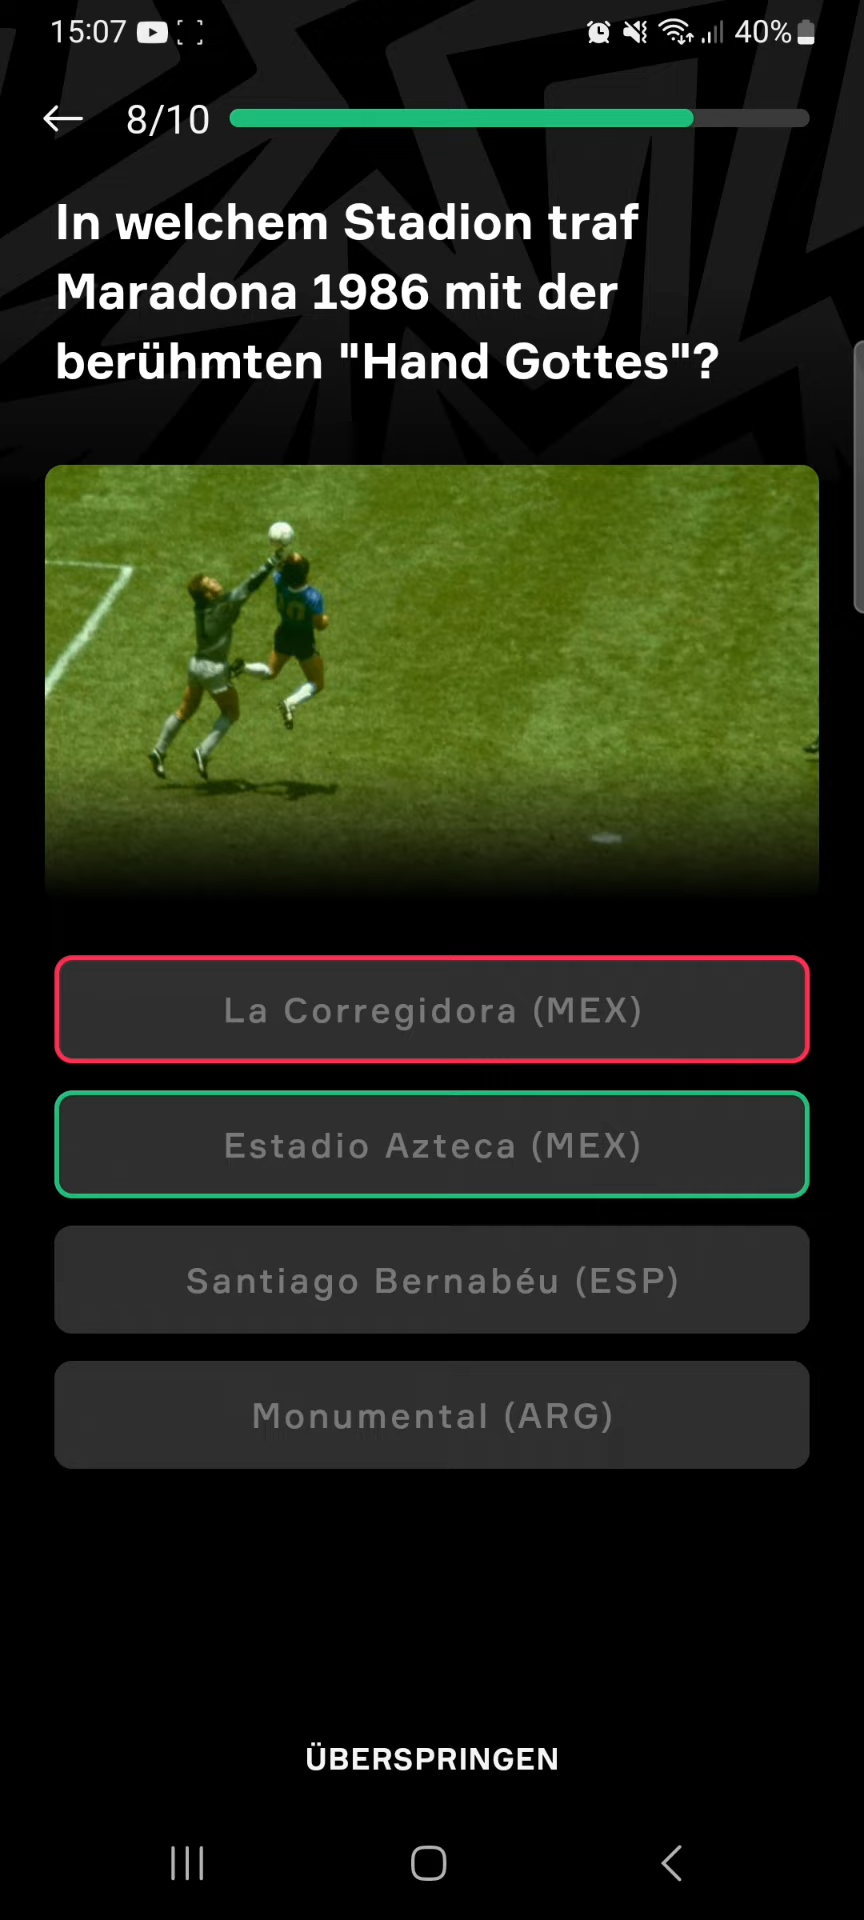 15:07 40%
8/10
In welchem Stadion traf
Maradona 1986 mit der
berühmten "Hand Gottes"?
La Corregidora (MEX)
Estadio Azteca (MEX)
Santiago Bernabéu (ESP)
Monumental (ARG)
ÜBERSPRINGEN